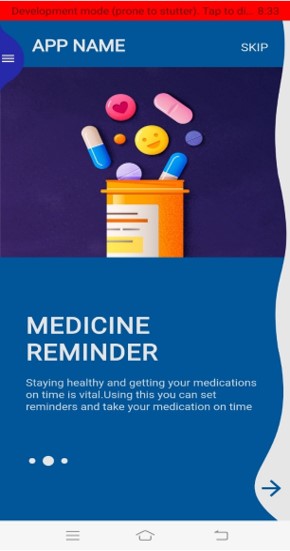 Development mode (prone to stutter). Tap to di... 8:33
APP NAME
SKIP
MEDICINE
REMINDER
Staying healthy and getting your medications
on time is vital.Using this you can set
reminders and take your medication on time